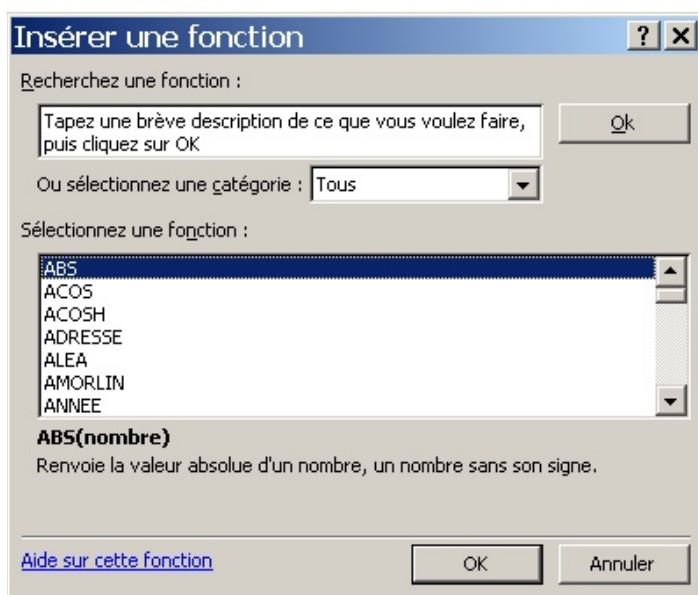 Insérer une fonction
Recherchez une fonction :
Tapez une brève description de ce que vous voulez faire,
puis cliquez sur OK
Ok
Ou sélectionnez une catégorie : Tous
Sélectionnez une fonction :
ABS
ACOS
ACOSH
ADRESSE
ALEA
AMORLIN
ANNEE
ABS(nombre)
Renvoie la valeur absolue d'un nombre, un nombre sans son signe.
Aide sur cette fonction
OK
Annuler